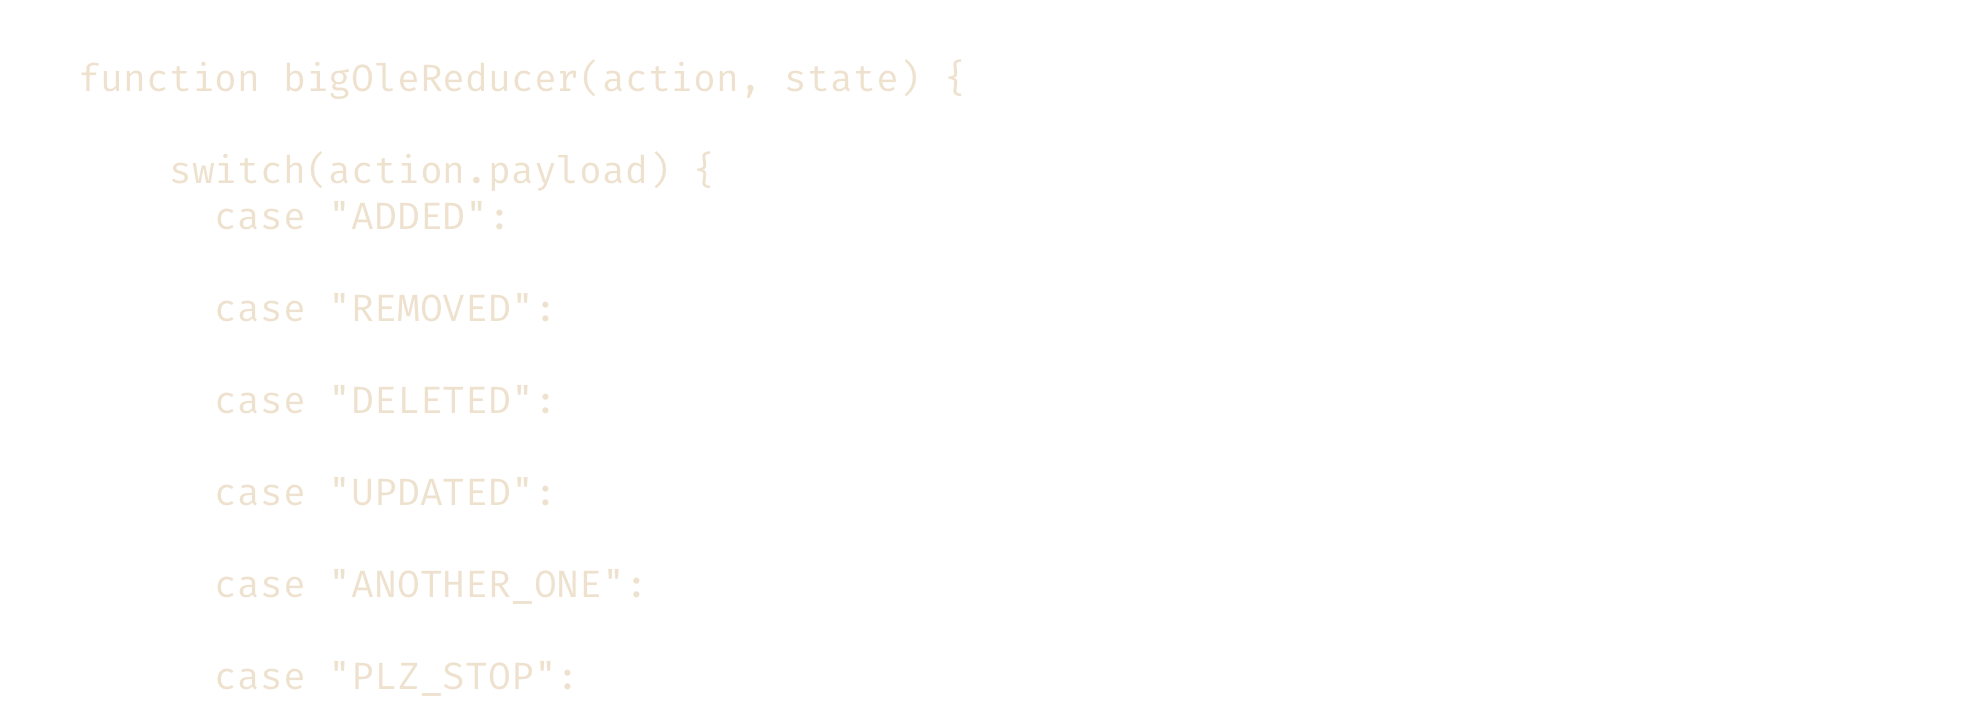 function bigOleReducer(action, state) {
switch(action.payload) {
case "ADDED":
case "REMOVED":
case "DELETED":
case "UPDATED":
case "ANOTHER_ONE":
case "PLZ_STOP":